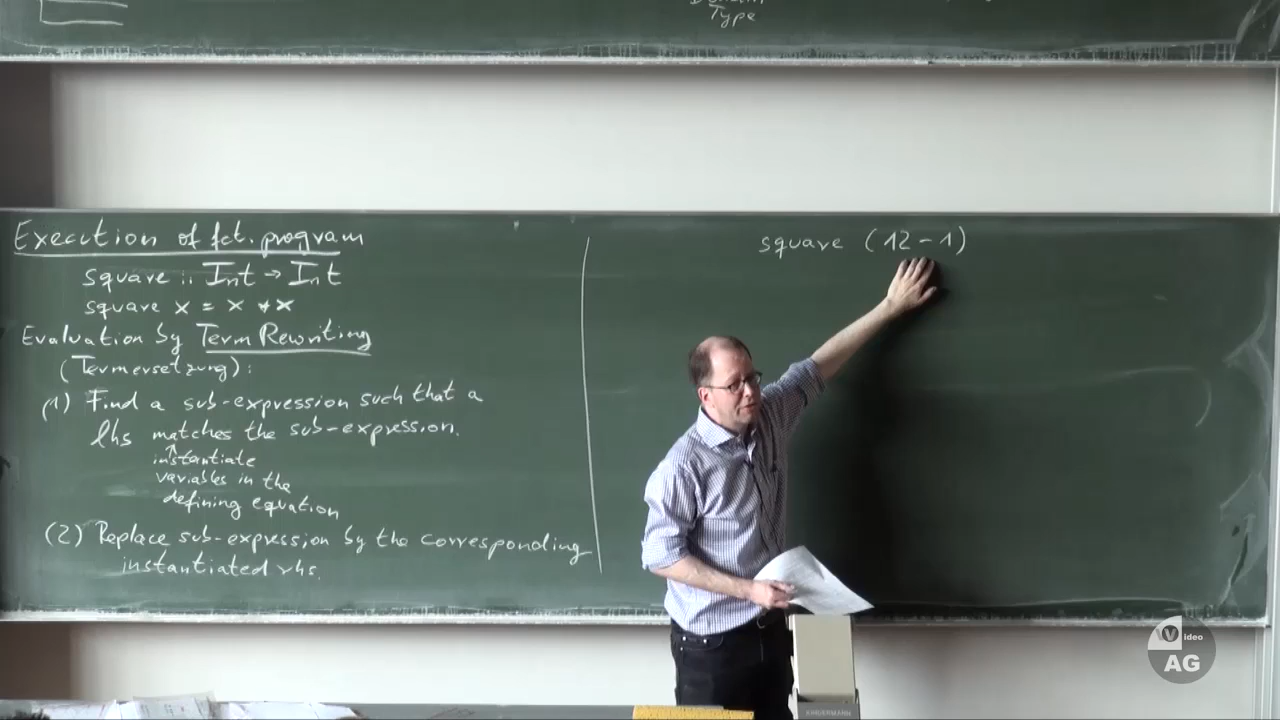 Type
Execution of fct. program
square :: Int → Int
square x = x * x
Evaluation by Term Rewriting
(Termersetzung):
(1) Find a sub-expression such that a
lhs matches the sub-expression.
instantiate
variables in the
defining equation
(2) Replace sub-expression by the corresponding
instantiated rhs.
square (12 - 1)
Video
AG